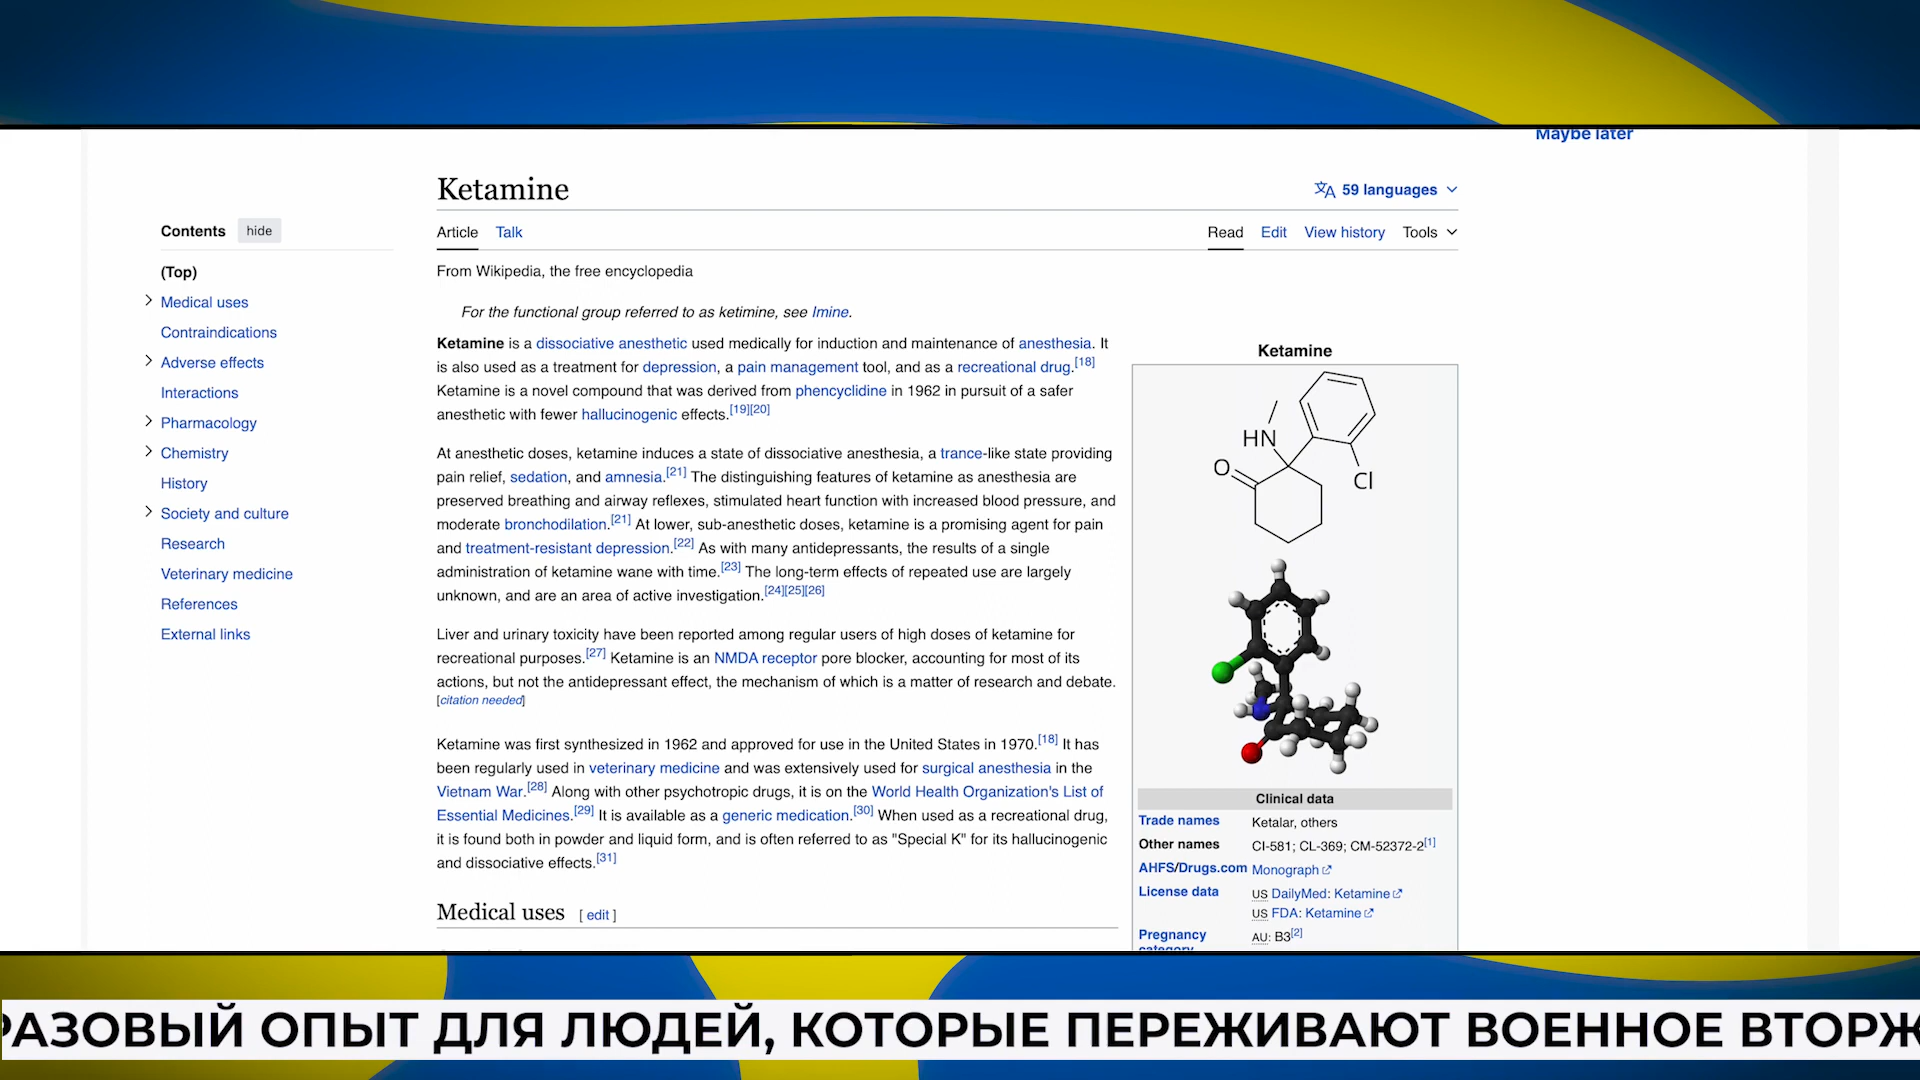 Maybe later
Ketamine
59 languages
Contents hide
Article Talk
Read Edit View history Tools
(Top)
Medical uses
Contraindications
Adverse effects
Interactions
Pharmacology
Chemistry
History
Society and culture
Research
Veterinary medicine
References
External links
From Wikipedia, the free encyclopedia
For the functional group referred to as ketimine, see Imine.
Ketamine is a dissociative anesthetic used medically for induction and maintenance of anesthesia. It
is also used as a treatment for depression, a pain management tool, and as a recreational drug.[18]
Ketamine is a novel compound that was derived from phencyclidine in 1962 in pursuit of a safer
anesthetic with fewer hallucinogenic effects.[19][20]
At anesthetic doses, ketamine induces a state of dissociative anesthesia, a trance-like state providing
pain relief, sedation, and amnesia.[21] The distinguishing features of ketamine as anesthesia are
preserved breathing and airway reflexes, stimulated heart function with increased blood pressure, and
moderate bronchodilation.[21] At lower, sub-anesthetic doses, ketamine is a promising agent for pain
and treatment-resistant depression.[22] As with many antidepressants, the results of a single
administration of ketamine wane with time.[23] The long-term effects of repeated use are largely
unknown, and are an area of active investigation.[24][25][26]
Liver and urinary toxicity have been reported among regular users of high doses of ketamine for
recreational purposes.[27] Ketamine is an NMDA receptor pore blocker, accounting for most of its
actions, but not the antidepressant effect, the mechanism of which is a matter of research and debate.
[citation needed]
Ketamine was first synthesized in 1962 and approved for use in the United States in 1970.[18] It has
been regularly used in veterinary medicine and was extensively used for surgical anesthesia in the
Vietnam War.[28] Along with other psychotropic drugs, it is on the World Health Organization's List of
Essential Medicines.[29] It is available as a generic medication.[30] When used as a recreational drug,
it is found both in powder and liquid form, and is often referred to as "Special K" for its hallucinogenic
and dissociative effects.[31]
Medical uses [ edit ]
Ketamine
HN
O
Cl
Clinical data
Trade names Ketalar, others
Other names CI-581; CL-369; CM-52372-2[1]
AHFS/Drugs.com Monograph
License data US DailyMed: Ketamine
US FDA: Ketamine
Pregnancy AU: B3[2]
category
РАЗОВЫЙ ОПЫТ ДЛЯ ЛЮДЕЙ, КОТОРЫЕ ПЕРЕЖИВАЮТ ВОЕННОЕ ВТОРЖ